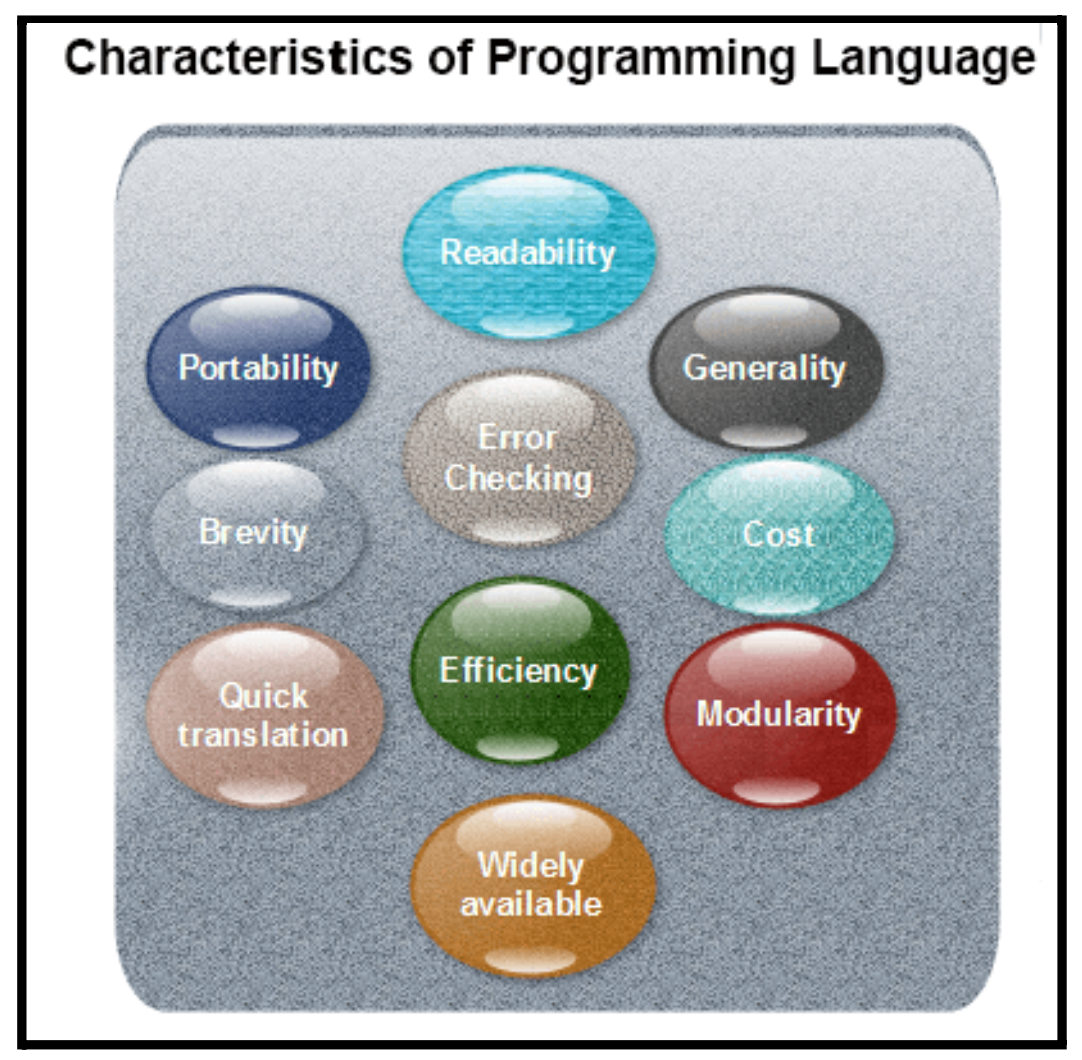 Characteristics of Programming Language
Readability
Portability
Generality
Error
Checking
Brevity
Cost
Efficiency
Quick
translation
Modularity
Widely
available